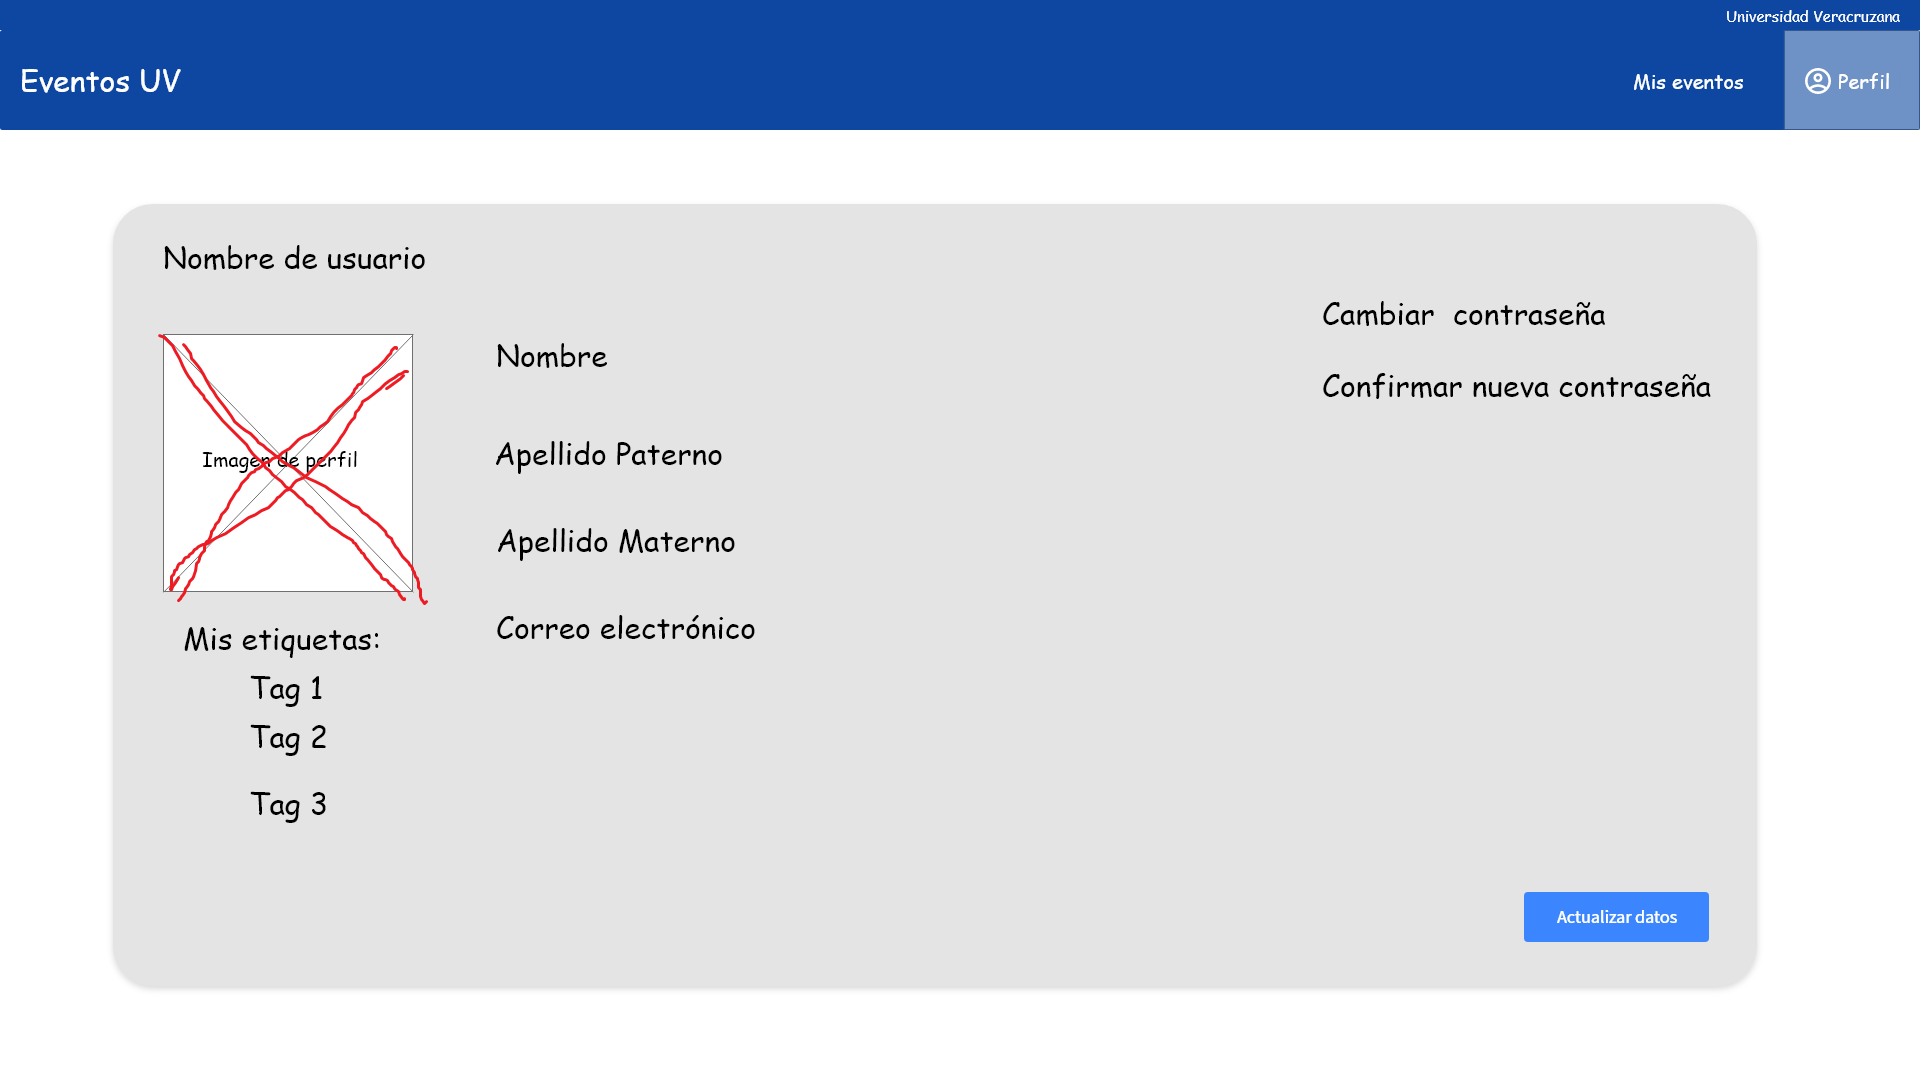 Universidad Veracruzana
Eventos UV
Mis eventos
Perfil
Nombre de usuario
Cambiar contraseña
Nombre
Confirmar nueva contraseña
Apellido Paterno
Imagen de perfil
Apellido Materno
Correo electrónico
Mis etiquetas:
Tag 1
Tag 2
Tag 3
Actualizar datos